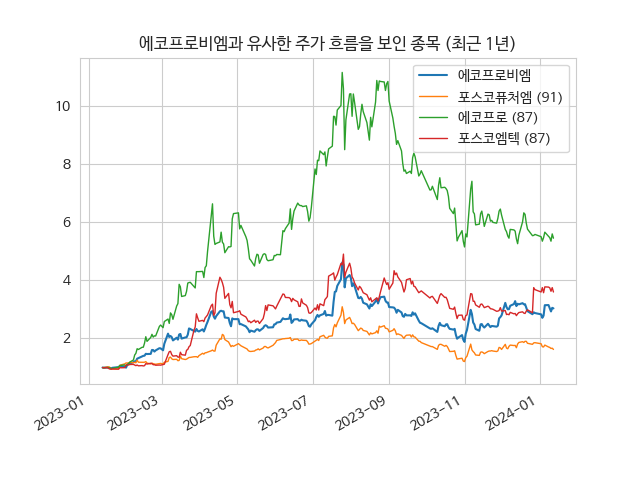 에코프로비엠과 유사한 주가 흐름을 보인 종목 (최근 1년)
에코프로비엠
포스코퓨처엠 (91)
에코프로 (87)
포스코엠텍 (87)
10
8
6
4
2
2023-01
2023-03
2023-05
2023-07
2023-09
2023-11
2024-01